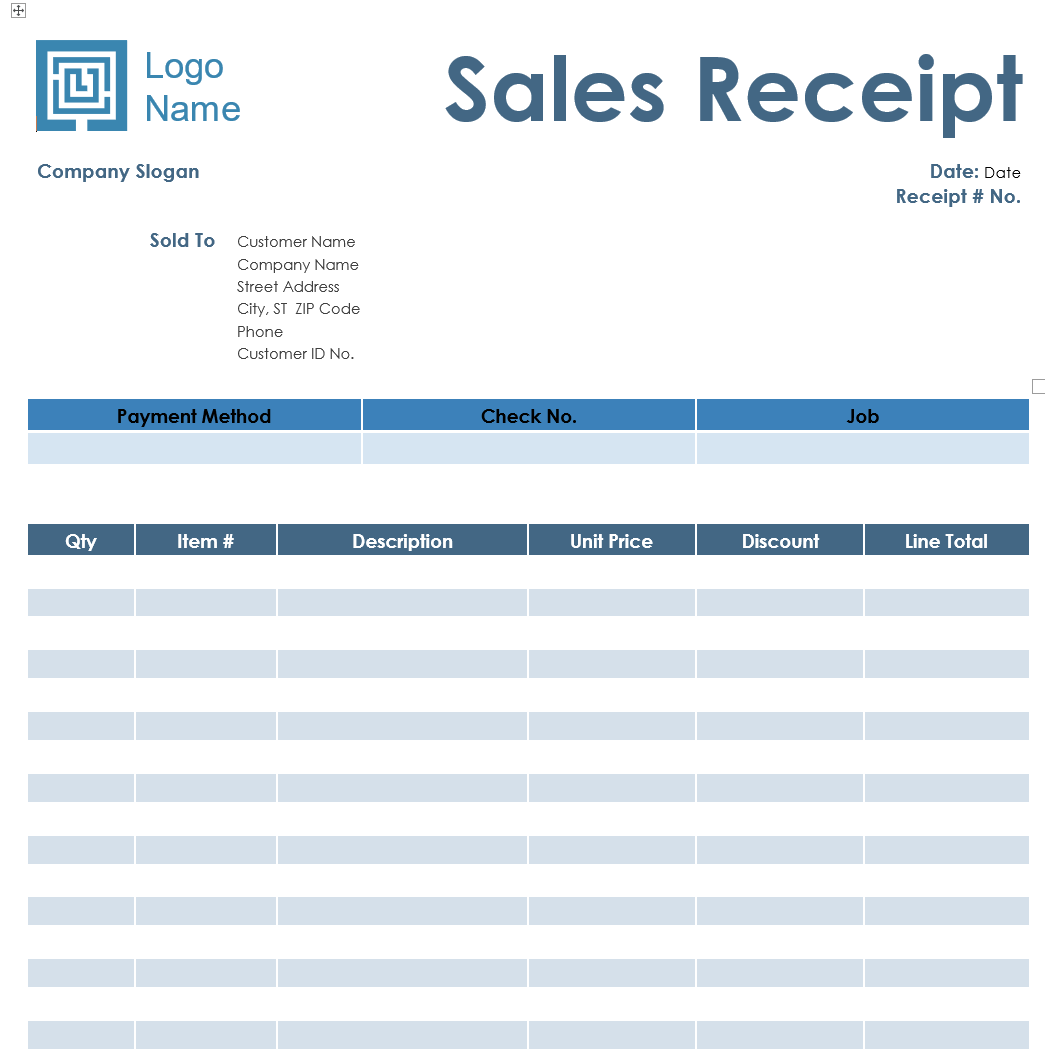 Logo
Name
Sales Receipt
Company Slogan
Date: Date
Receipt # No.
Sold To
Customer Name
Company Name
Street Address
City, ST  ZIP Code
Phone
Customer ID No.
Payment Method
Check No.
Job
Qty
Item #
Description
Unit Price
Discount
Line Total